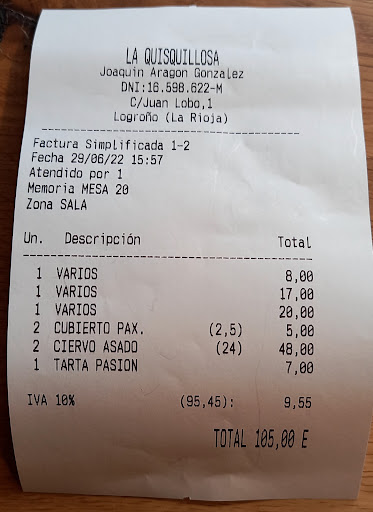 LA QUISQUILLOSA
Joaquin Aragon Gonzalez
DNI:16.598.622-M
C/Juan Lobo,1
Logroño (La Rioja)
Factura Simplificada 1-2
Fecha 29/06/22 15:57
Atendido por 1
Memoria MESA 20
Zona SALA
Un. Descripción Total
1 VARIOS 8,00
1 VARIOS 17,00
1 VARIOS 20,00
2 CUBIERTO PAX. (2,5) 5,00
2 CIERVO ASADO (24) 48,00
1 TARTA PASION 7,00
IVA 10% (95,45): 9,55
TOTAL 105,00 E